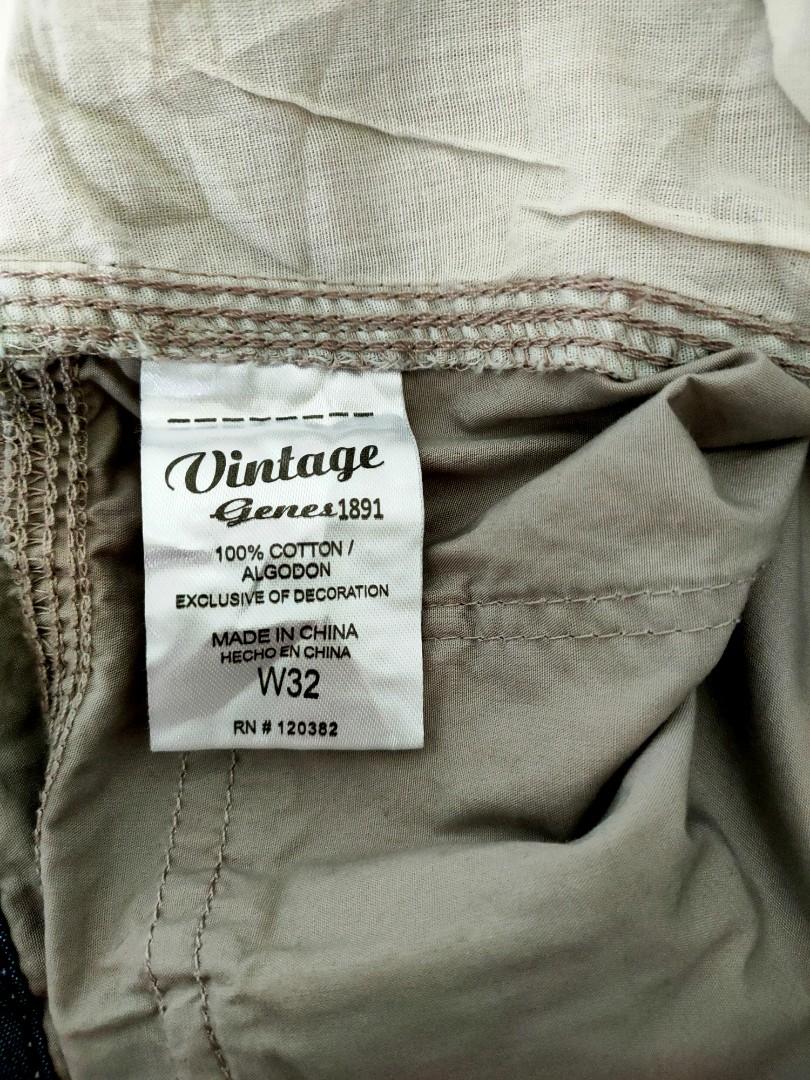 Vintage
Genes1891
100% COTTON /
ALGODON
EXCLUSIVE OF DECORATION
MADE IN CHINA
HECHO EN CHINA
W32
RN # 120382